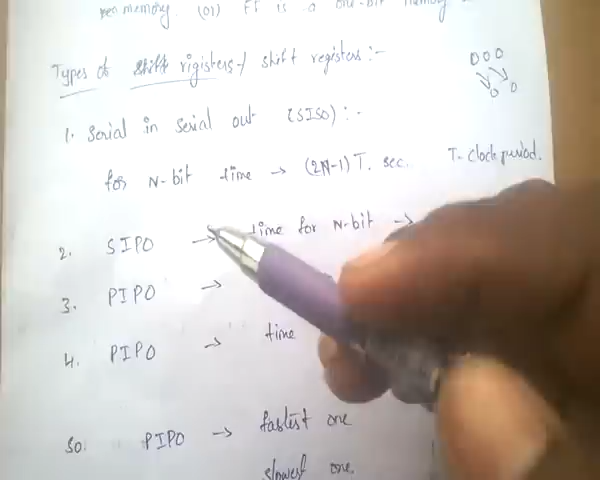 memory. (or) FF is a one-bit memory
Types of shift rigisters / shift registers :-
1. Serial in serial out (SISO) :-
for N-bit time → (2N-1) T. sec. T- clock period.
2. SIPO → time for N-bit →
3. PIPO →
4. PIPO → time
so. PIPO → fastest one
slowest one.